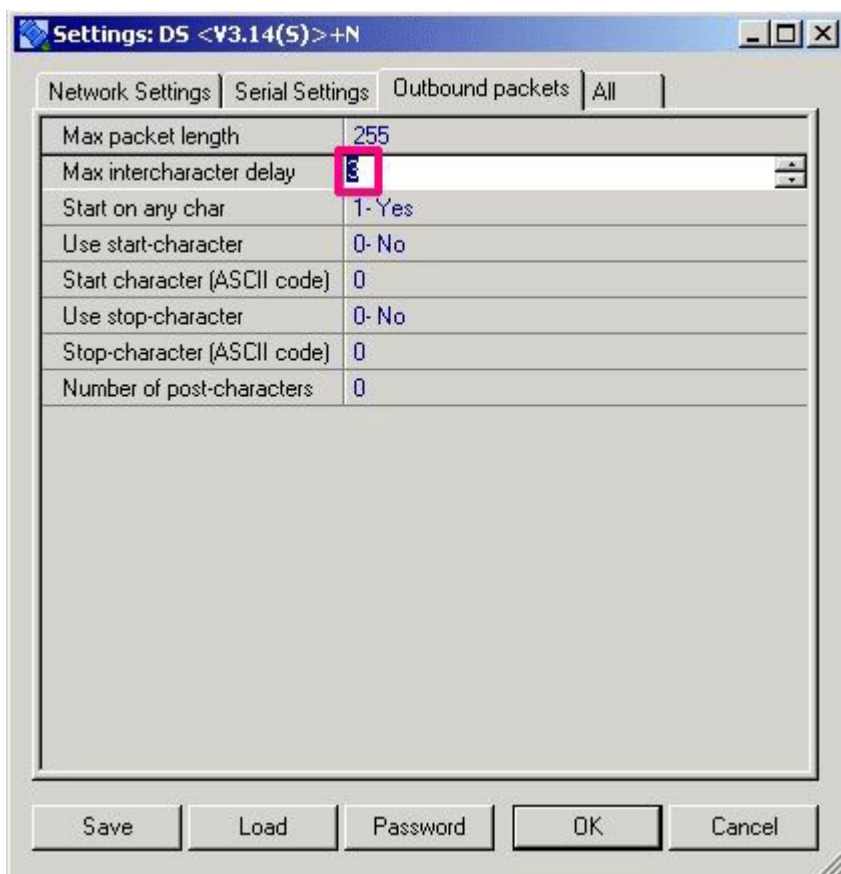 Settings: DS <V3.14(S)>+N
Network Settings Serial Settings Outbound packets All
Max packet length 255
Max intercharacter delay 3
Start on any char 1- Yes
Use start-character 0- No
Start character (ASCII code) 0
Use stop-character 0- No
Stop-character (ASCII code) 0
Number of post-characters 0
Save Load Password OK Cancel